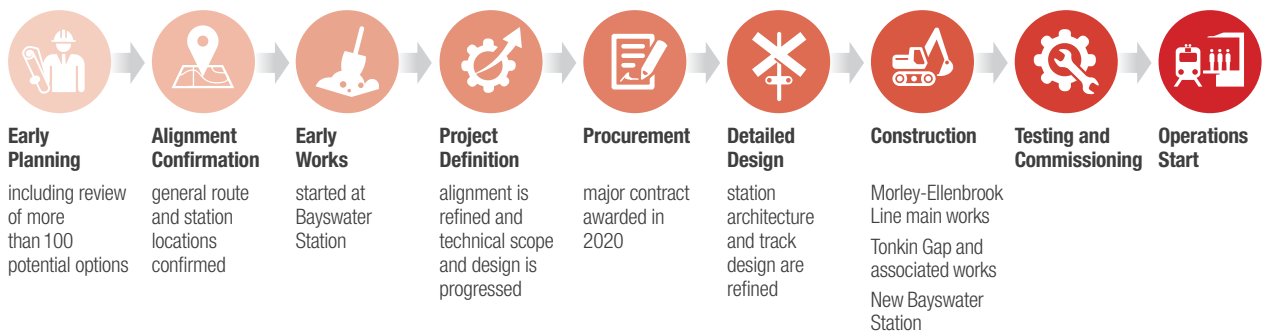 Early
Planning
including review
of more
than 100
potential options
Alignment
Confirmation
general route
and station
locations
confirmed
Early
Works
started at
Bayswater
Station
Project
Definition
alignment is
refined and
technical scope
and design is
progressed
Procurement
major contract
awarded in
2020
Detailed
Design
station
architecture
and track
design are
refined
Construction
Morley-Ellenbrook
Line main works
Tonkin Gap and
associated works
New Bayswater
Station
Testing and
Commissioning
Operations
Start